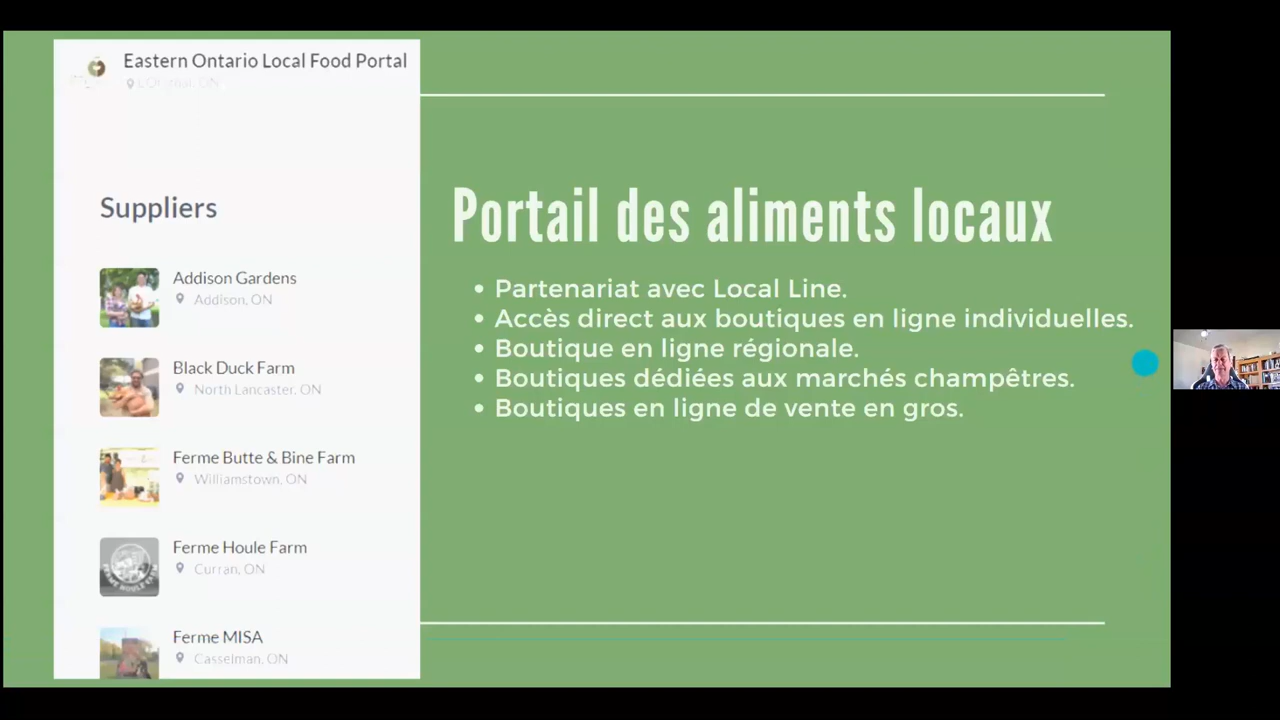 Eastern Ontario Local Food Portal
Suppliers
Addison Gardens
Addison, ON
Black Duck Farm
North Lancaster, ON
Ferme Butte & Bine Farm
Williamstown, ON
Ferme Houle Farm
Curran, ON
Ferme MISA
Casselman, ON
Portail des aliments locaux
• Partenariat avec Local Line.
• Accès direct aux boutiques en ligne individuelles.
• Boutique en ligne régionale.
• Boutiques dédiées aux marchés champêtres.
• Boutiques en ligne de vente en gros.